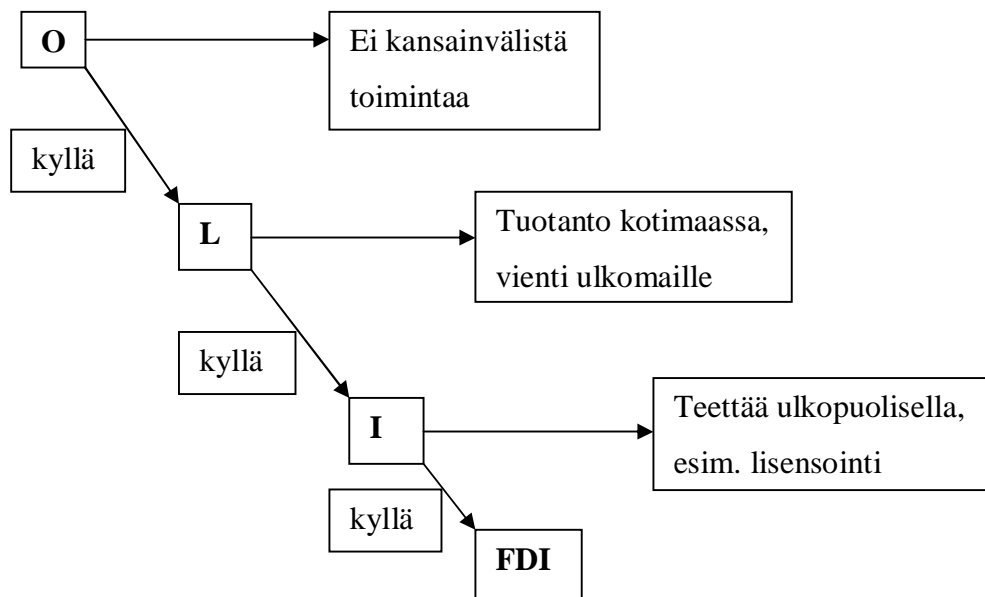 O
Ei kansainvälistä
toimintaa
kyllä
L
Tuotanto kotimaassa,
vienti ulkomaille
kyllä
I
Teettää ulkopuolisella,
esim. lisensointi
kyllä
FDI